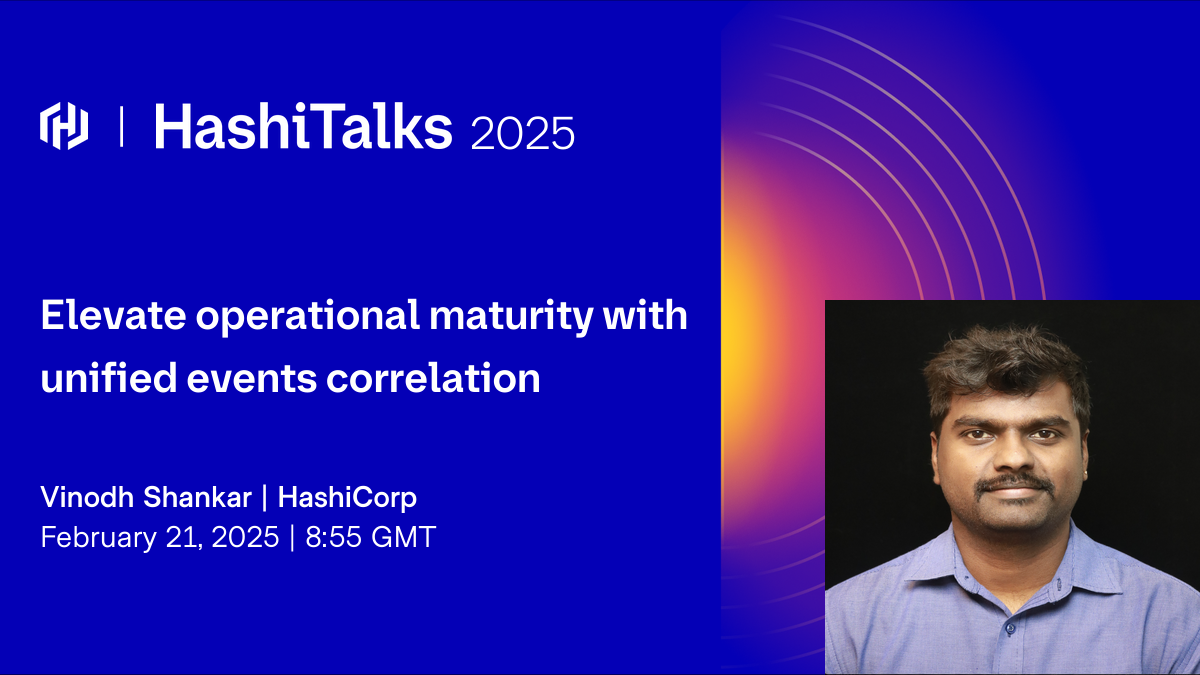 HashiTalks 2025
Elevate operational maturity with
unified events correlation
Vinodh Shankar | HashiCorp
February 21, 2025 | 8:55 GMT